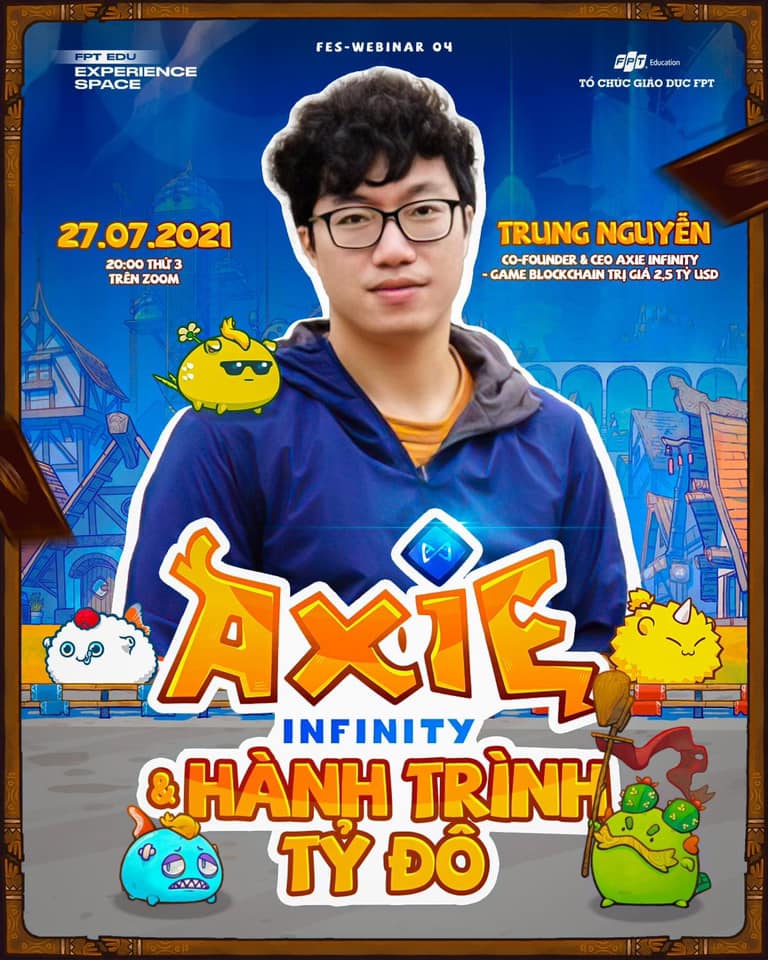 FES-WEBINAR 04
FPT EDU
EXPERIENCE
SPACE
FPT Education
TỔ CHỨC GIÁO DỤC FPT
27.07.2021
20:00 THỨ 3
TRÊN ZOOM
TRUNG NGUYỄN
CO-FOUNDER & CEO AXIE INFINITY
- GAME BLOCKCHAIN TRỊ GIÁ 2,5 TỶ USD
AXIE
INFINITY
& HÀNH TRÌNH
TỶ ĐÔ